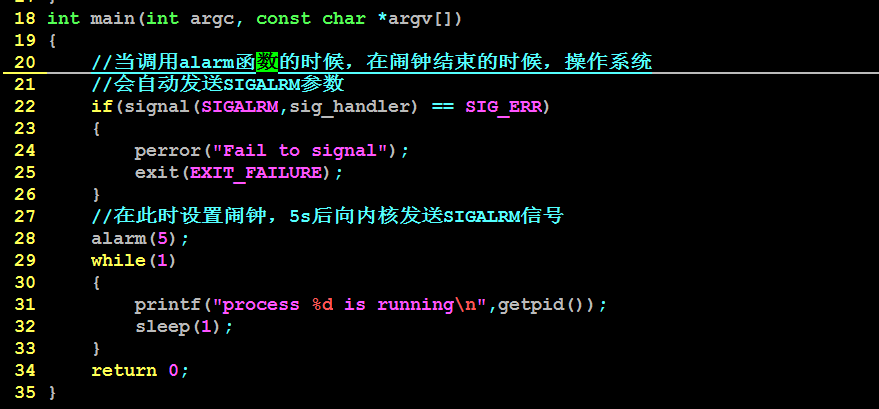 18 int main(int argc, const char *argv[])
19 {
20     //当调用alarm函数的时候，在闹钟结束的时候，操作系统
21     //会自动发送SIGALRM参数
22     if(signal(SIGALRM,sig_handler) == SIG_ERR)
23     {
24         perror("Fail to signal");
25         exit(EXIT_FAILURE);
26     }
27     //在此时设置闹钟，5s后向内核发送SIGALRM信号
28     alarm(5);
29     while(1)
30     {
31         printf("process %d is running\n",getpid());
32         sleep(1);
33     }
34     return 0;
35 }